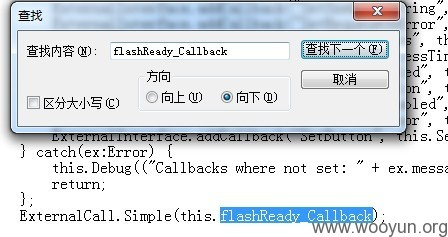 查找
查找内容(N): flashReady_Callback
查找下一个(F)
方向
取消
区分大小写(C)
向上(U) 向下(D)
ExternalInterface.addCallback("SetButton", this.Se
} catch(ex:Error) {
this.Debug(("Callbacks where not set: " + ex.messa
return;
};
ExternalCall.Simple(this.flashReady_Callback);
www.wooyun.org